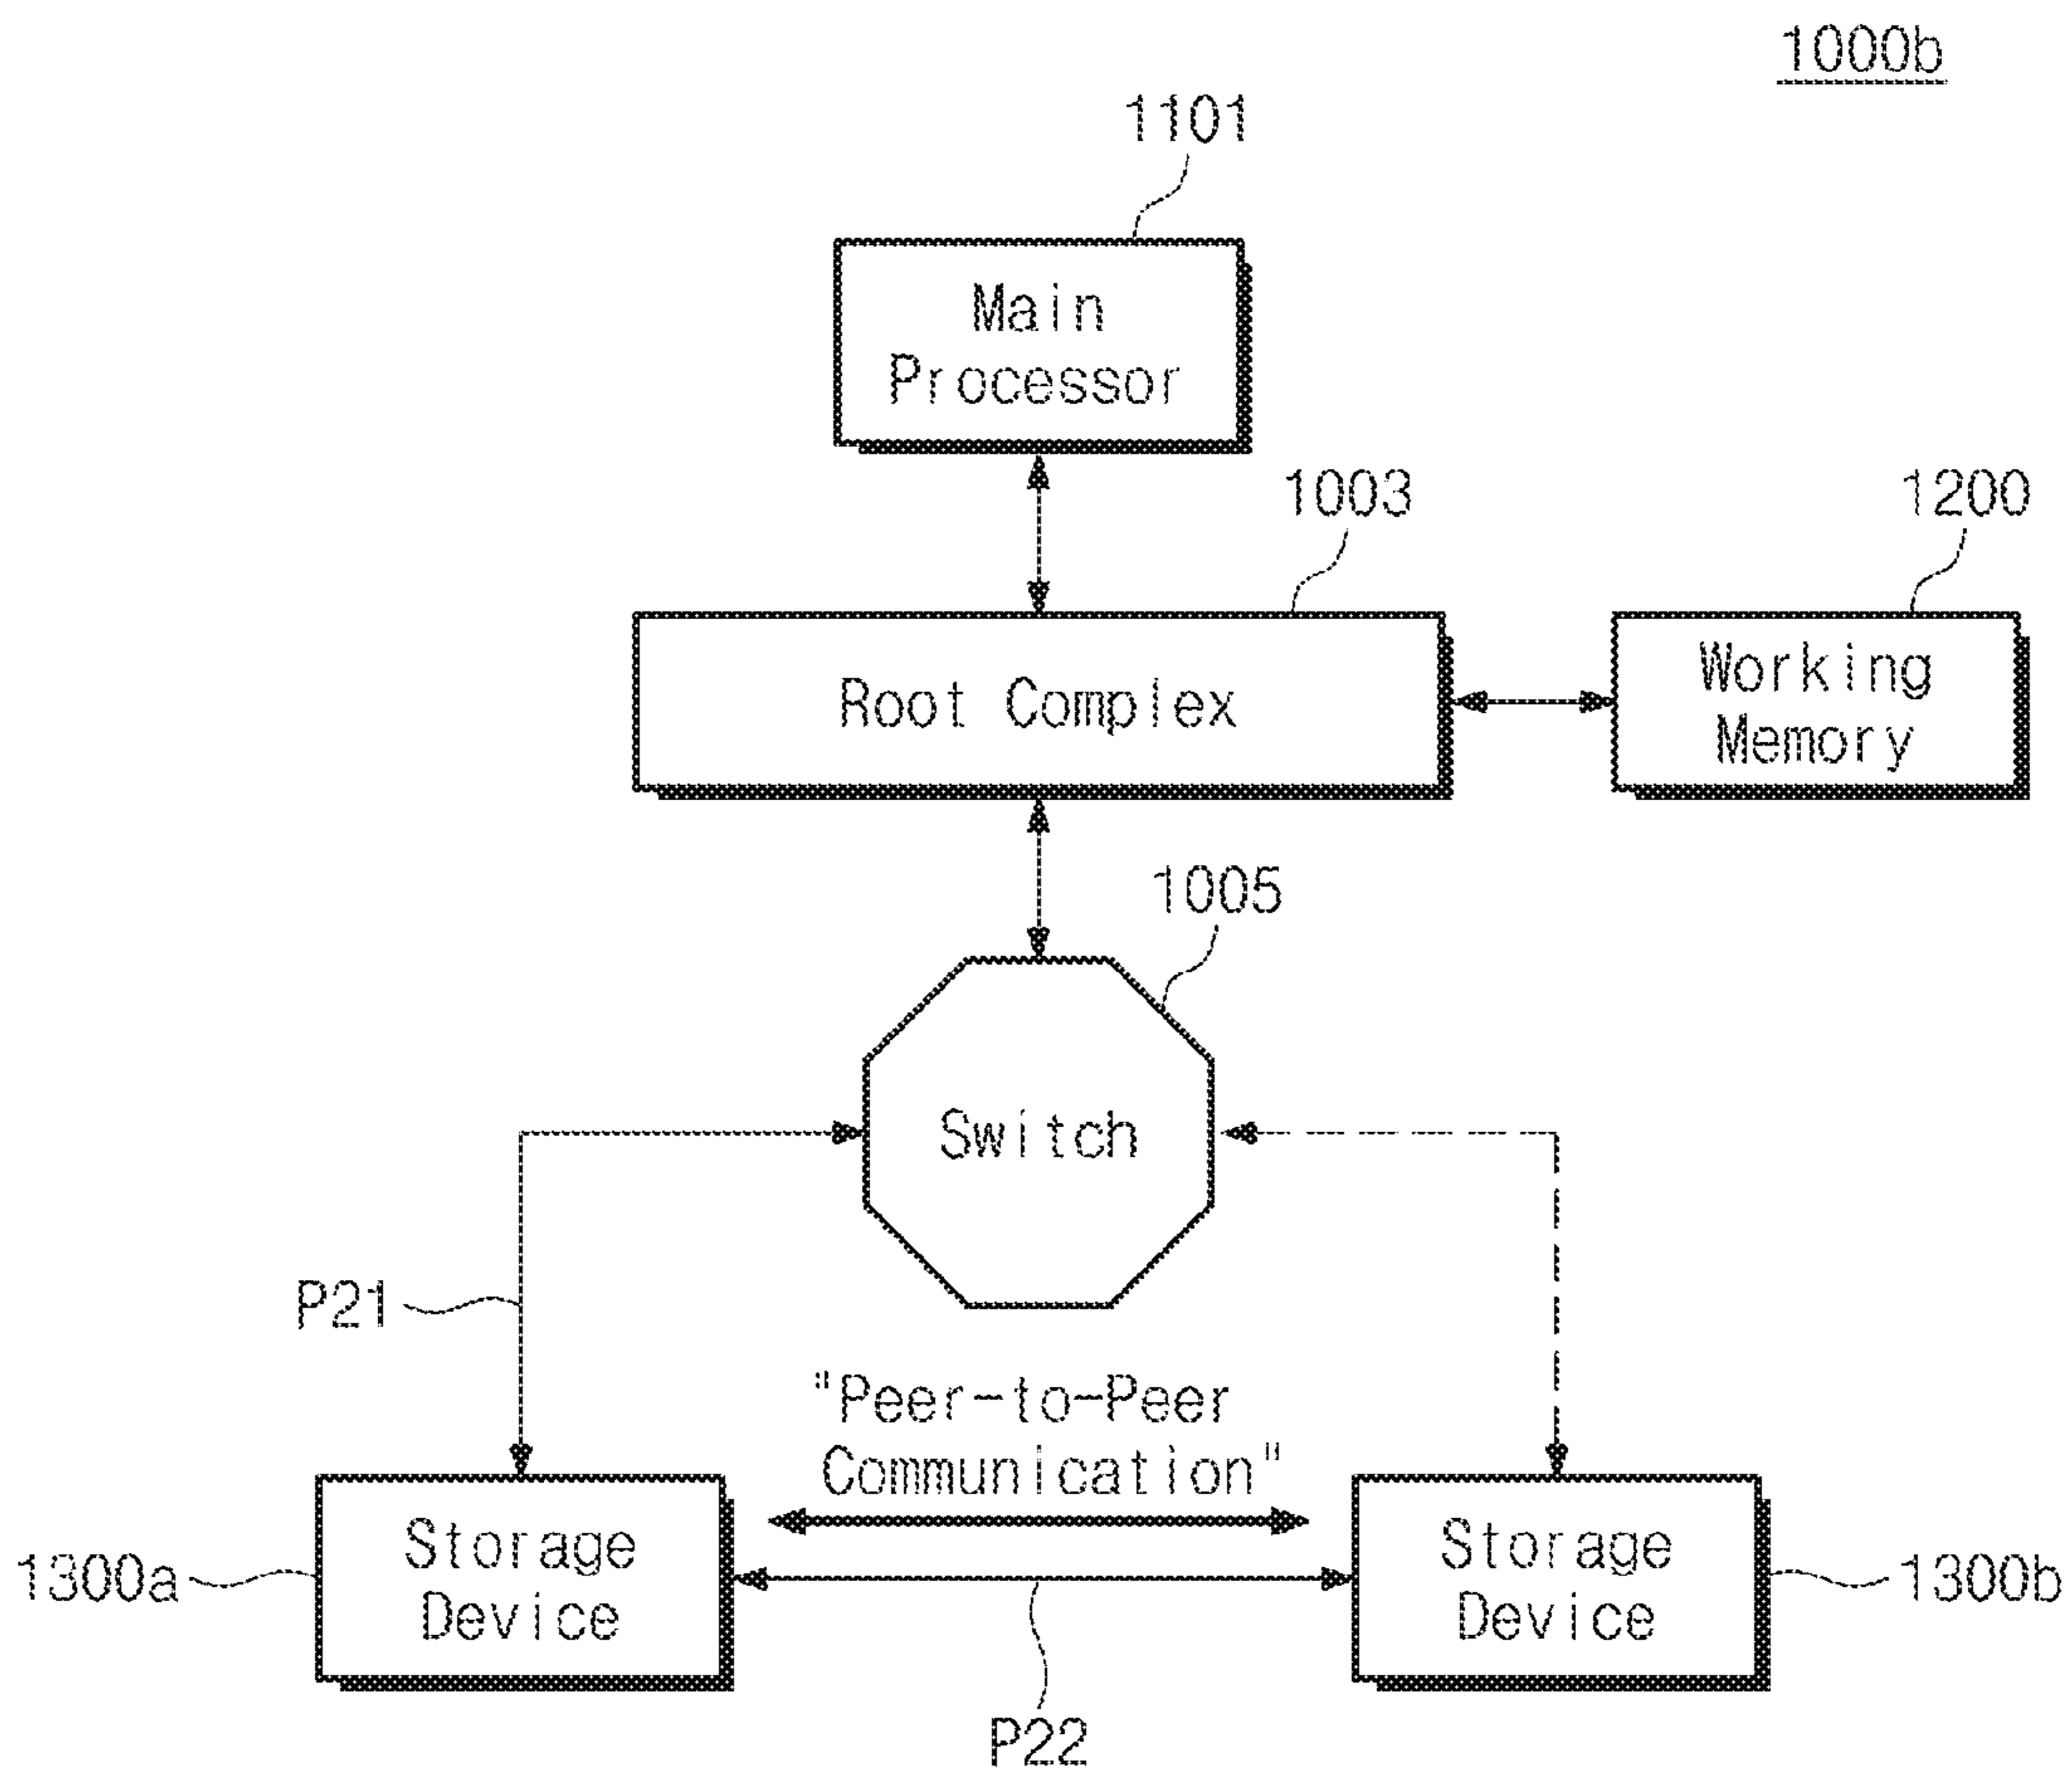 1000b
1101
Main
Processor
1003
1200
Root Complex
Working
Memory
1005
Switch
P21
"Peer-to-Peer
Communication"
1300a
Storage
Device
Storage
Device
1300b
P22